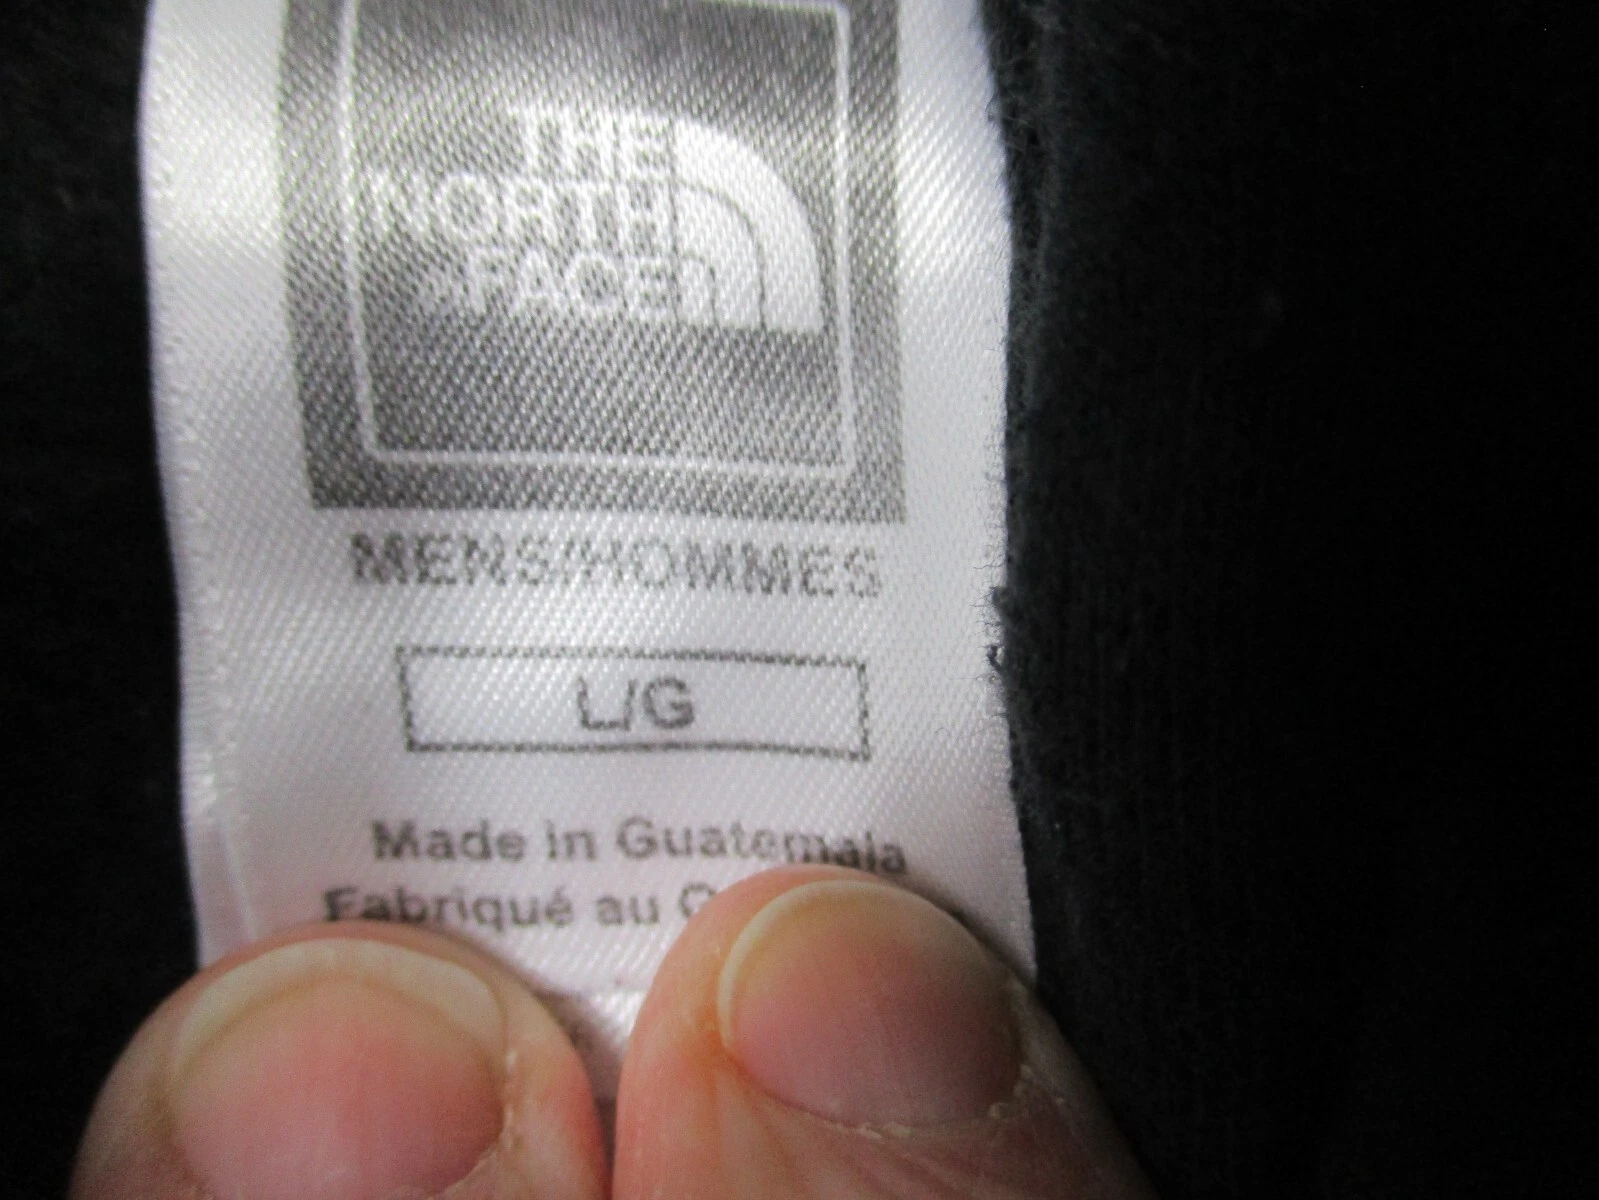 THE
NORTH
FACE
MENS/HOMMES
L/G
Made in Guatemala
Fabriqué au